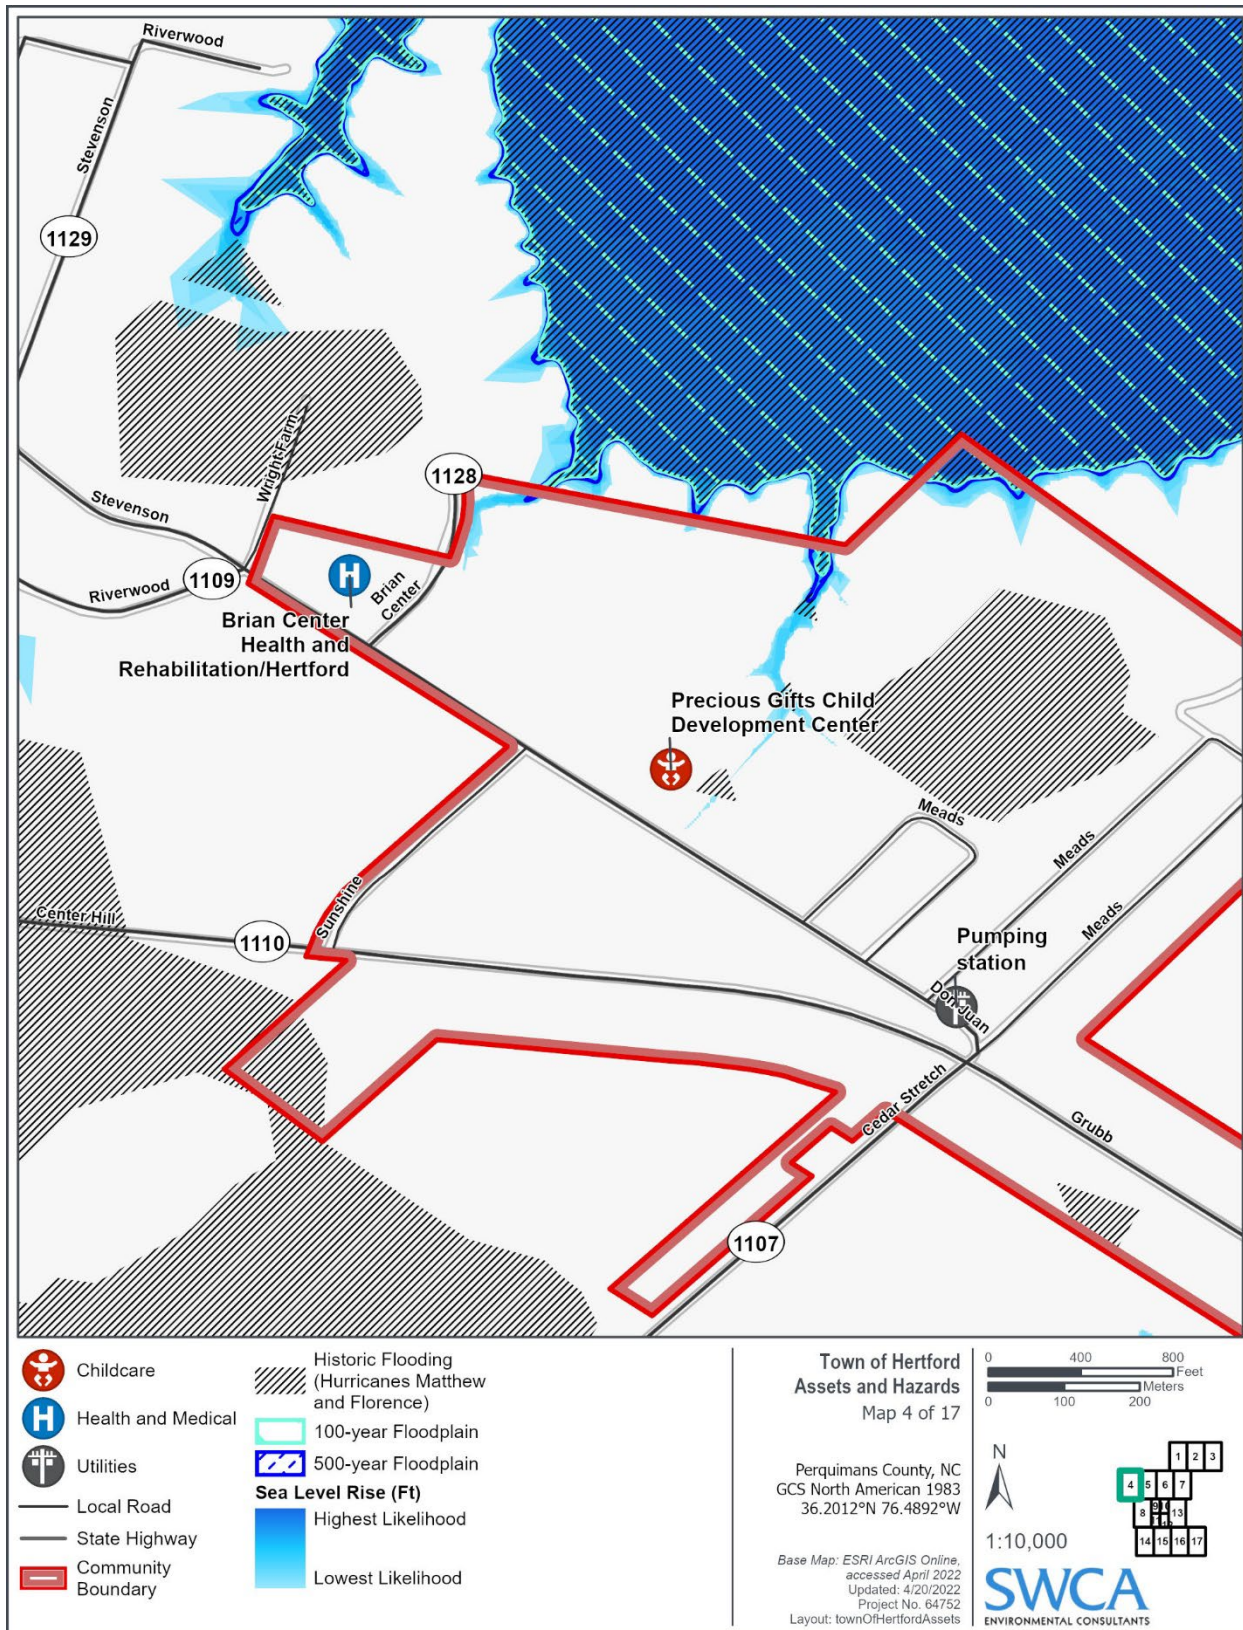 Riverwood
Stevenson
1129
Wright Farm
1128
Stevenson
1109
Riverwood
Brian
Center
Brian Center
Health and
Rehabilitation/Hertford
Precious Gifts Child
Development Center
Meads
Meads
Meads
Sunshine
Center Hill
1110
Pumping
station
Don Juan
Cedar Stretch
Grubb
1107
Childcare
Health and Medical
Utilities
Local Road
State Highway
Community
Boundary
Historic Flooding
(Hurricanes Matthew
and Florence)
100-year Floodplain
500-year Floodplain
Sea Level Rise (Ft)
Highest Likelihood
Lowest Likelihood
Town of Hertford
Assets and Hazards
Map 4 of 17
Perquimans County, NC
GCS North American 1983
36.2012°N 76.4892°W
Base Map: ESRI ArcGIS Online,
accessed April 2022
Updated: 4/20/2022
Project No. 64752
Layout: townOfHertfordAssets
0 400 800
Feet
Meters
0 100 200
N
1:10,000
1 2 3
4 5 6 7
8 13
14 15 16 17
SWCA
ENVIRONMENTAL CONSULTANTS